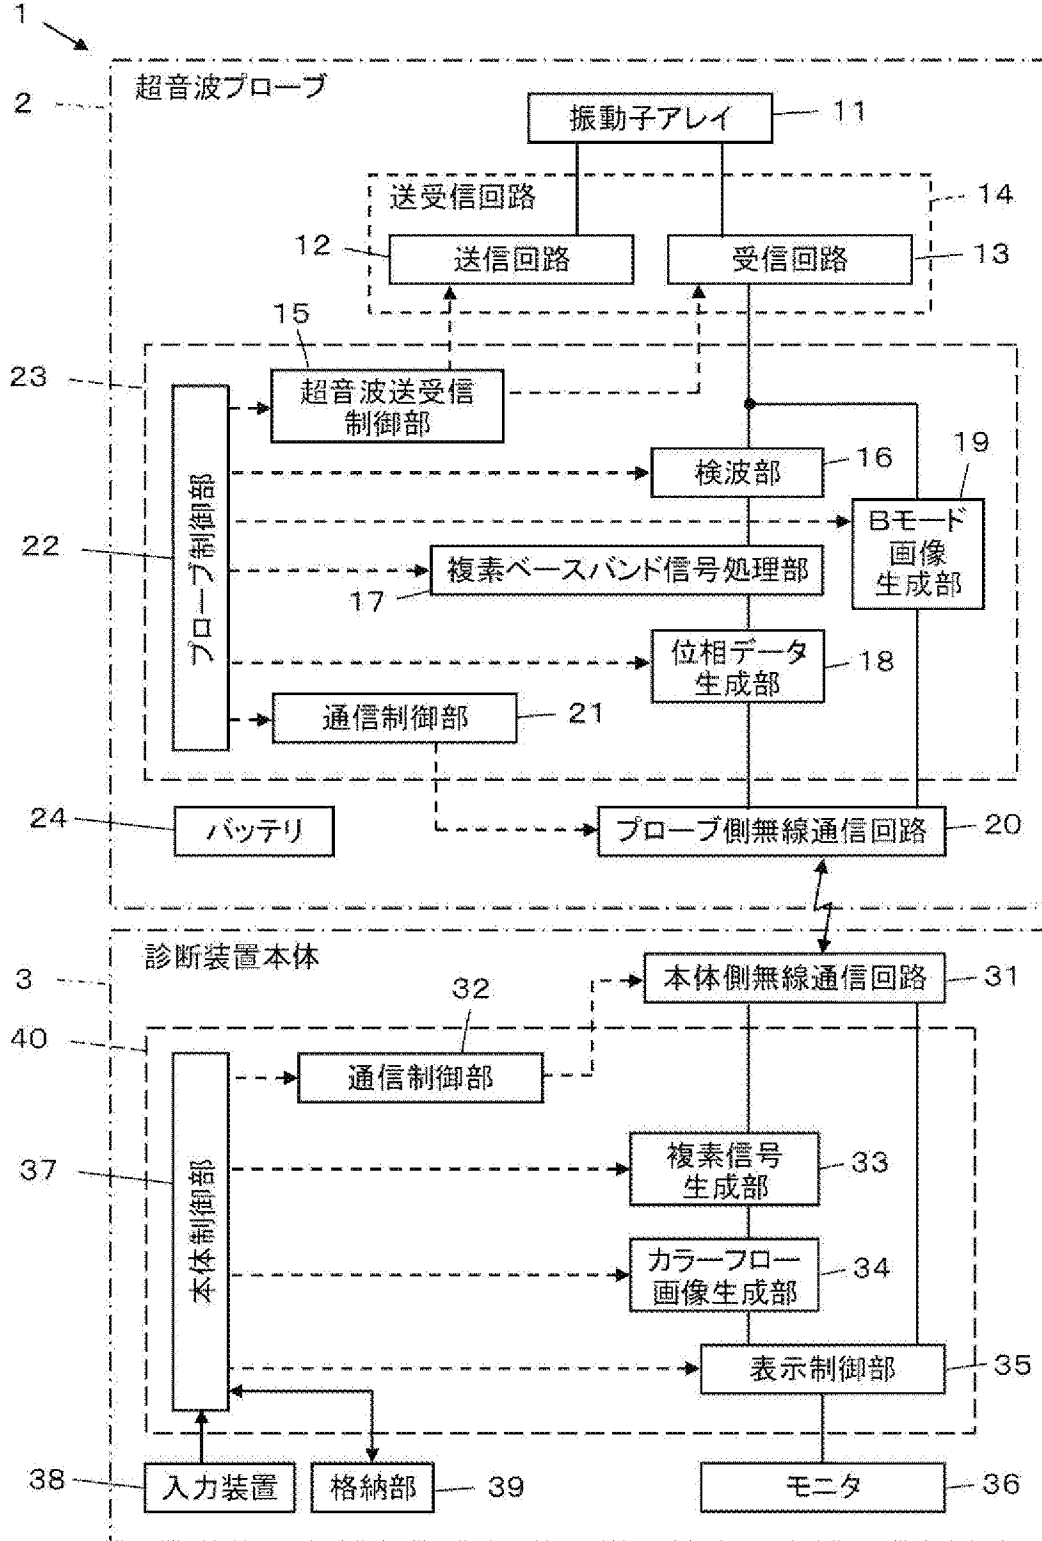 1
超音波プローブ
2
振動子アレイ
11
送受信回路
14
12
送信回路
受信回路
13
15
23
超音波送受信
制御部
検波部
16
19
Bモード
画像
生成部
プローブ制御部
22
複素ベースバンド信号処理部
17
位相データ
生成部
18
通信制御部
21
24
バッテリ
プローブ側無線通信回路
20
診断装置本体
3
本体側無線通信回路
31
32
40
通信制御部
複素信号
生成部
33
37
本体制御部
カラーフロー
画像生成部
34
表示制御部
35
38
入力装置
格納部
39
モニタ
36